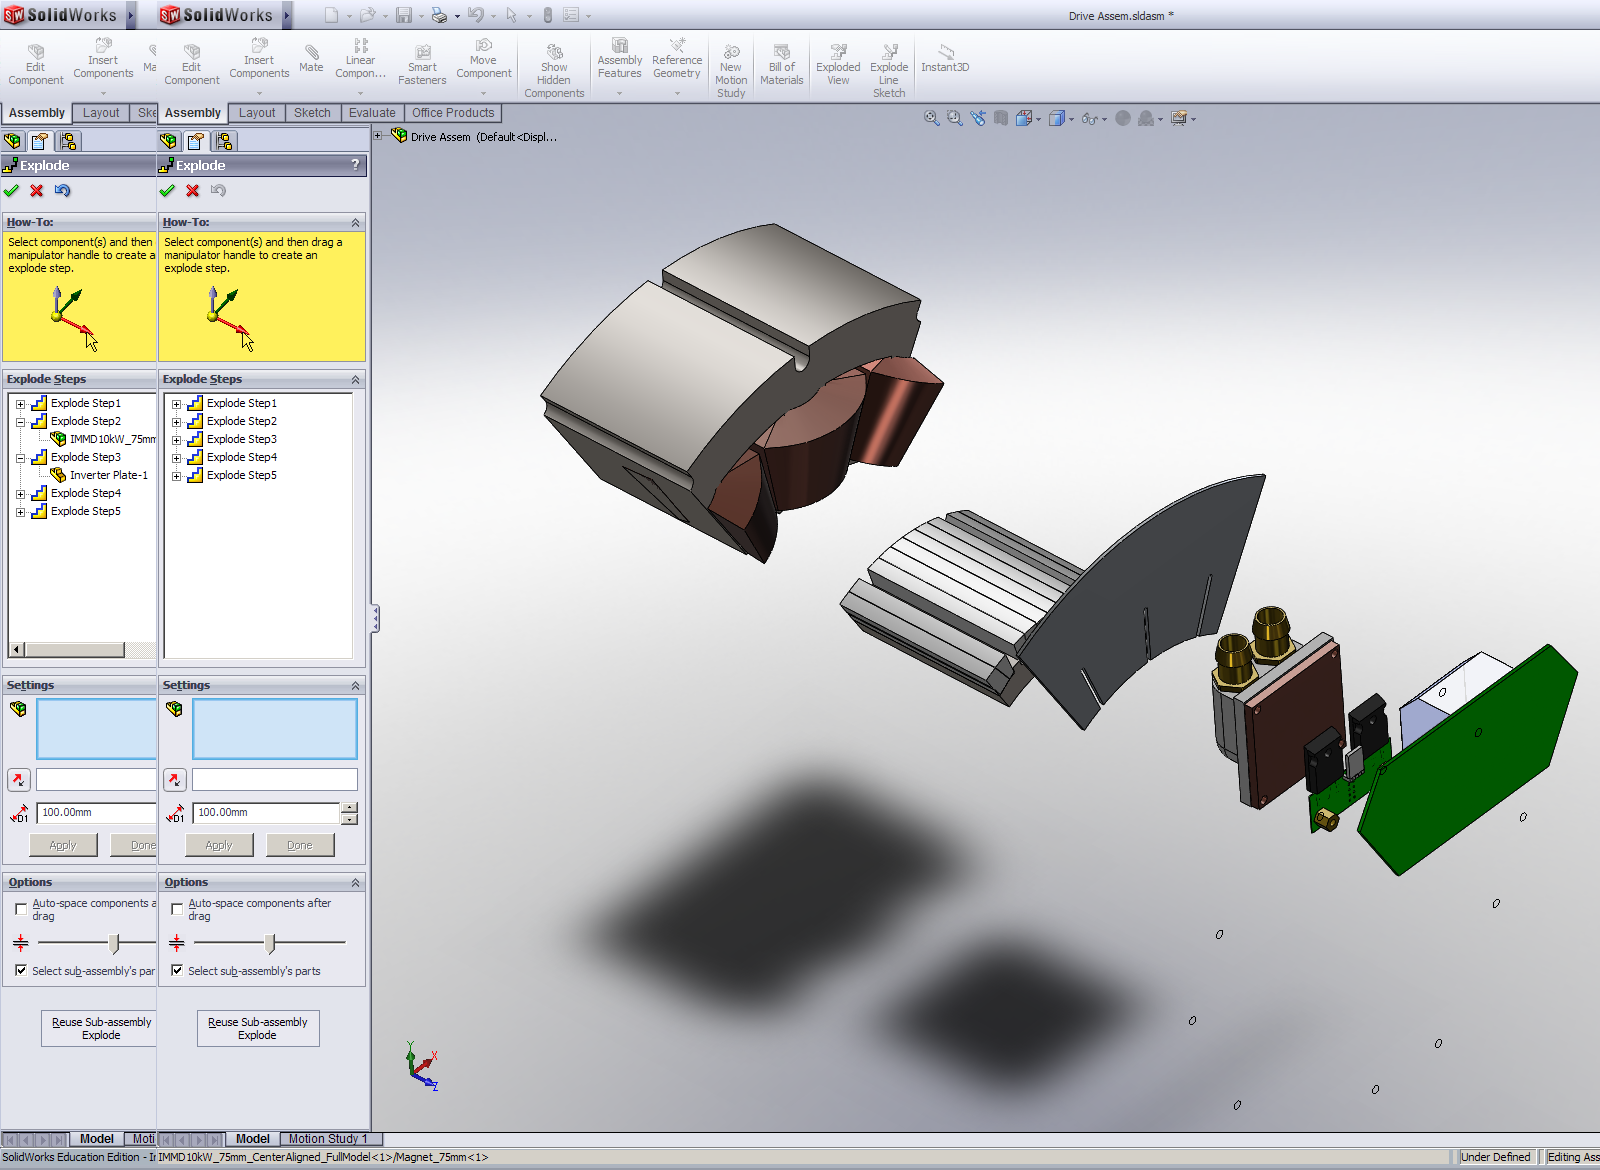 SolidWorks SolidWorks Drive Assem.sldasm *
Edit Component
Insert Components
Ma
Edit Component
Insert Components
Mate
Linear Compon...
Smart Fasteners
Move Component
Show Hidden Components
Assembly Features
Reference Geometry
New Motion Study
Bill of Materials
Exploded View
Explode Line Sketch
Instant3D
Assembly Layout Ske Assembly Layout Sketch Evaluate Office Products
Drive Assem (Default<Displ...
Explode Explode ?
How-To: How-To:
Select component(s) and then
manipulator handle to create a
explode step.
Select component(s) and then drag a
manipulator handle to create an
explode step.
Explode Steps Explode Steps
Explode Step1
Explode Step2
IMMD10kW_75mm
Explode Step3
Inverter Plate-1
Explode Step4
Explode Step5
Explode Step1
Explode Step2
Explode Step3
Explode Step4
Explode Step5
Settings Settings
D1 100.00mm D1 100.00mm
Apply Done Apply Done
Options Options
Auto-space components a
drag
Auto-space components after
drag
Select sub-assembly's par Select sub-assembly's parts
Reuse Sub-assembly
Explode
Reuse Sub-assembly
Explode
Y
X
Z
Model Moti Model Motion Study 1
SolidWorks Education Edition - In IMMD10kW_75mm_CenterAligned_FullModel<1>/Magnet_75mm<1> Under Defined Editing Ass